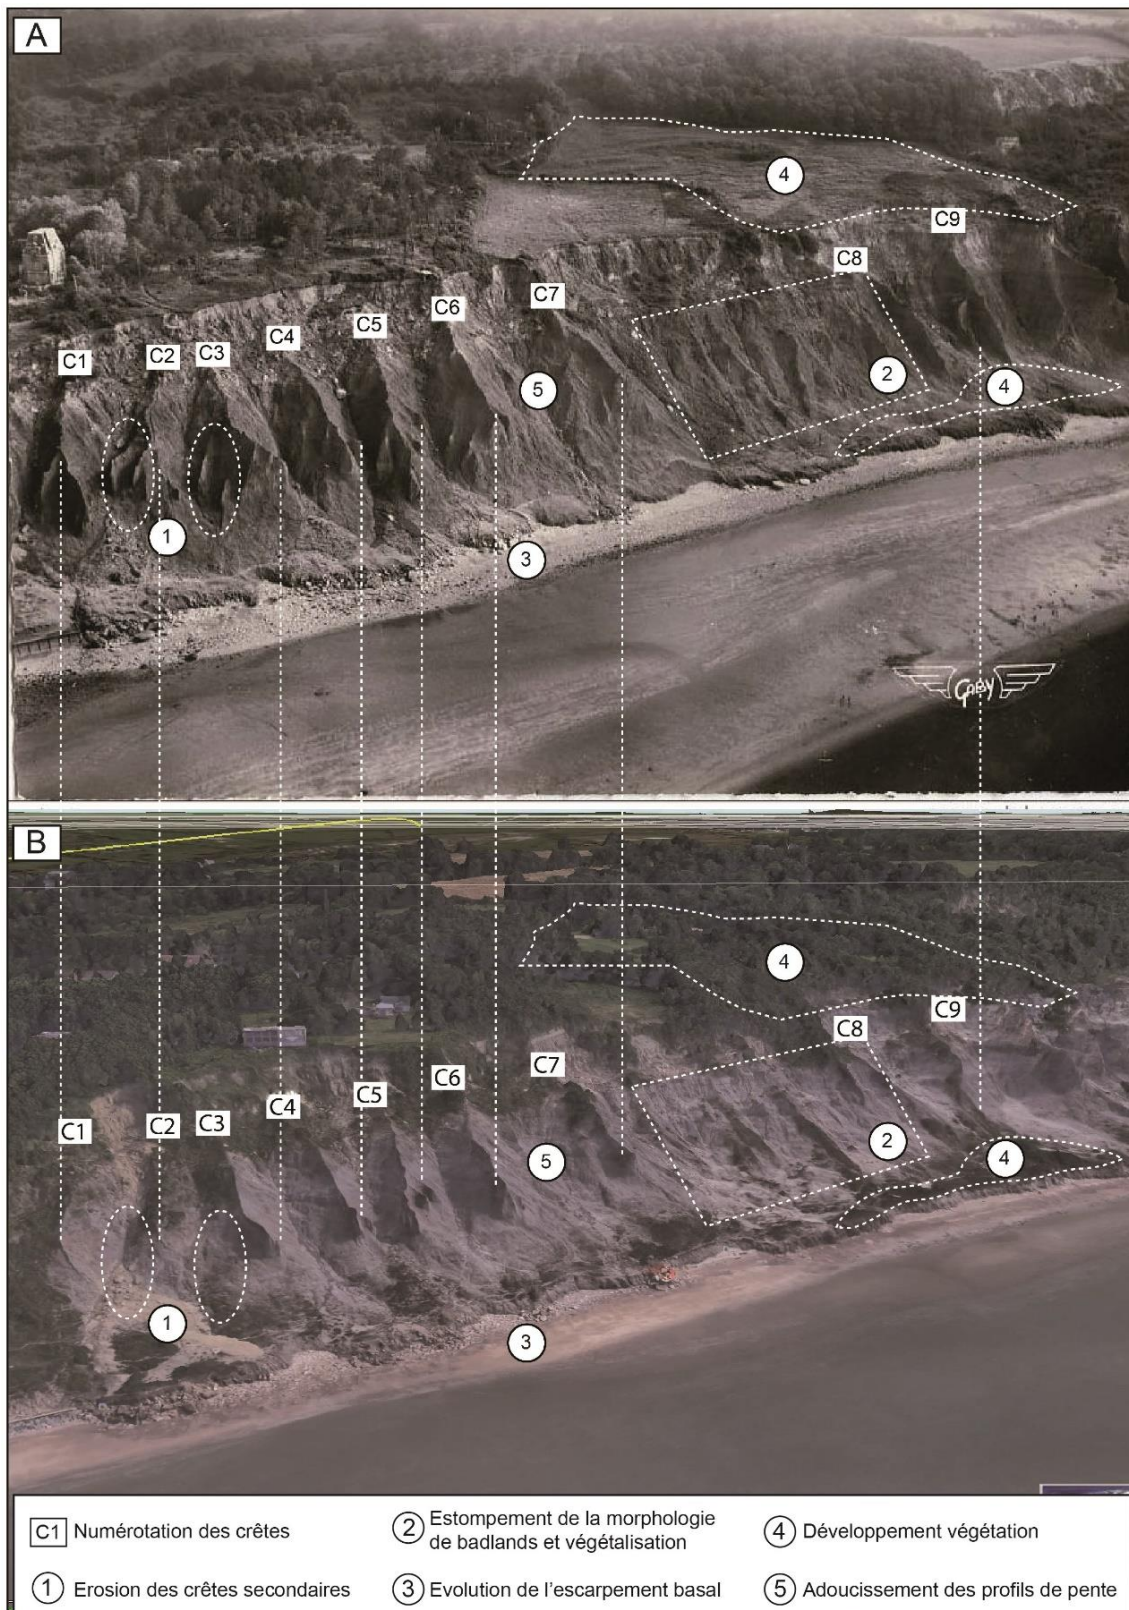 A
4
C9
C8
C7
C6
C5
C4
C3
C2
C1
2
4
5
1
3
GABY
B
4
C9
C8
C7
C6
C5
C4
C3
C2
C1
2
4
5
1
3
C1 Numérotation des crêtes
2 Estompement de la morphologie
de badlands et végétalisation
4 Développement végétation
1 Erosion des crêtes secondaires
3 Evolution de l'escarpement basal
5 Adoucissement des profils de pente